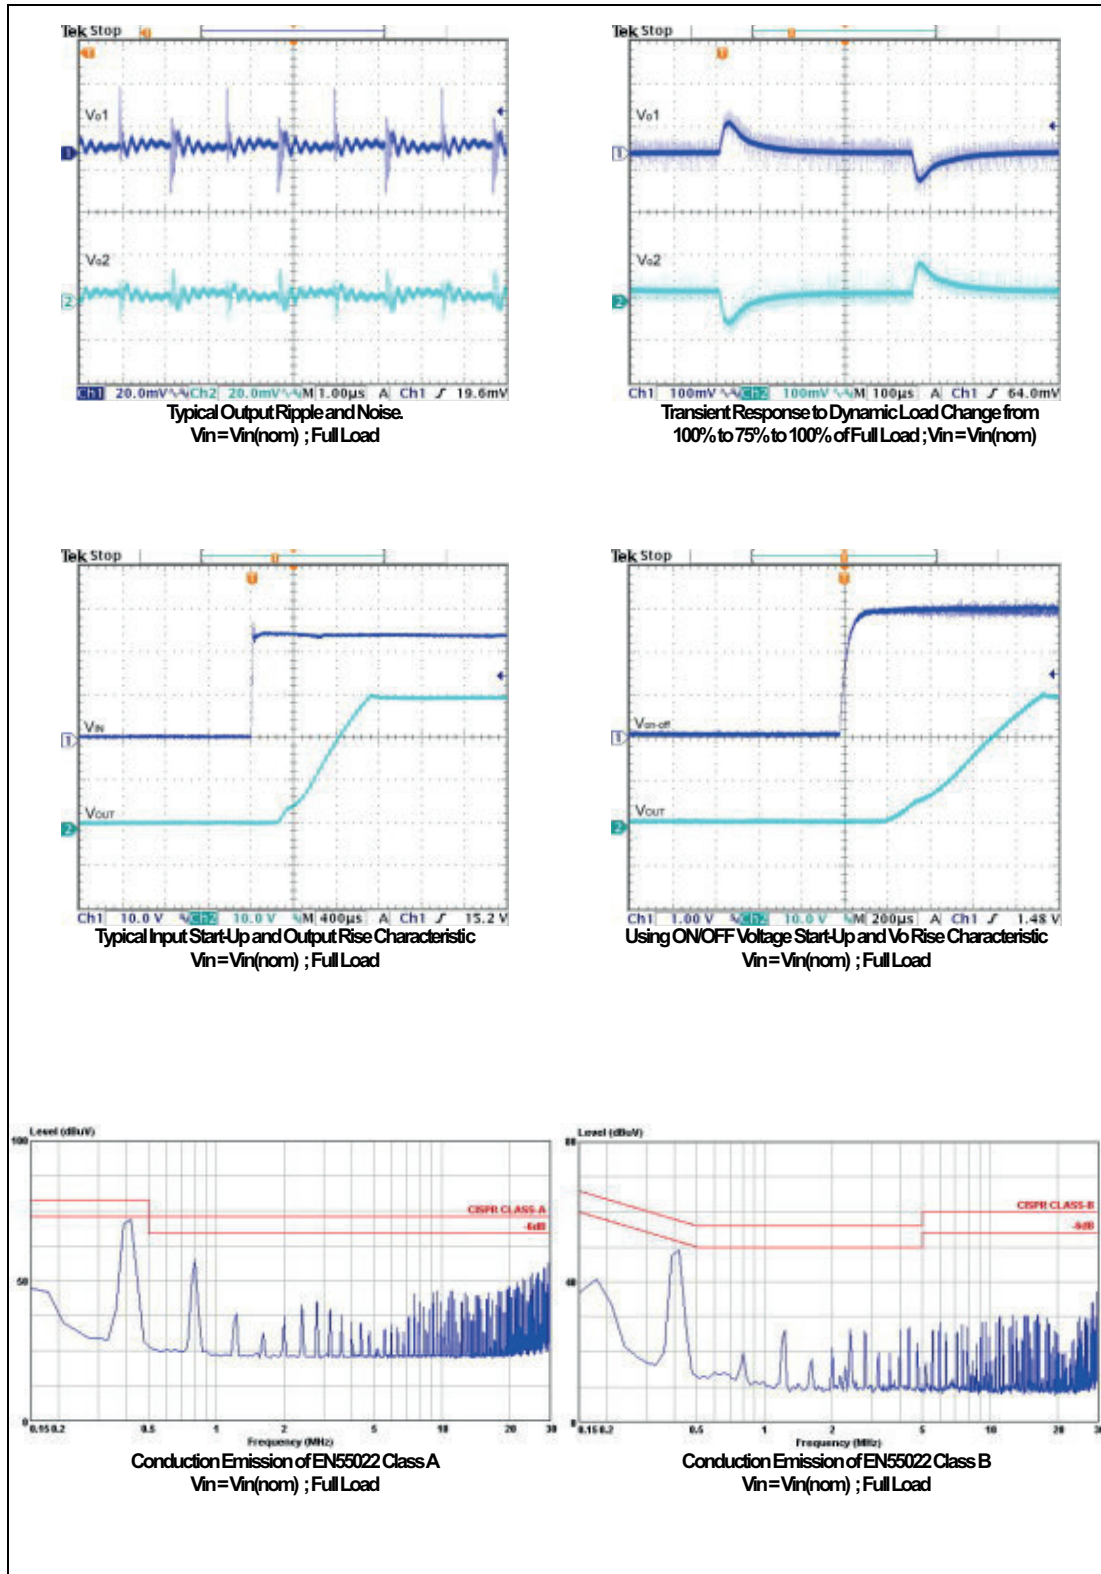 Tek Stop
Vo1
Vo2
Ch1 20.0mV Ch2 20.0mV M 1.00µs A Ch1 19.6mV
Typical Output Ripple and Noise.
Vin = Vin(nom) ; Full Load
Tek Stop
Vo1
Vo2
Ch1 100mV Ch2 100mV M 100µs A Ch1 64.0mV
Transient Response to Dynamic Load Change from
100% to 75% to 100% of Full Load ; Vin = Vin(nom)
Tek Stop
VIN
VOUT
Ch1 10.0 V Ch2 10.0 V M 400µs A Ch1 15.2 V
Typical Input Start-Up and Output Rise Characteristic
Vin = Vin(nom) ; Full Load
Tek Stop
Von-off
VOUT
Ch1 1.00 V Ch2 10.0 V M 200µs A Ch1 1.48 V
Using ON/OFF Voltage Start-Up and Vo Rise Characteristic
Vin = Vin(nom) ; Full Load
Level (dBuV)
100
CISPR CLASS-A
-6dB
50
0
0.15 0.2 0.5 1 2 5 10 20 30
Frequency (MHz)
Conduction Emission of EN55022 Class A
Vin = Vin(nom) ; Full Load
Level (dBuV)
80
CISPR CLASS-B
-6dB
40
0
0.15 0.2 0.5 1 2 5 10 20 30
Frequency (MHz)
Conduction Emission of EN55022 Class B
Vin = Vin(nom) ; Full Load